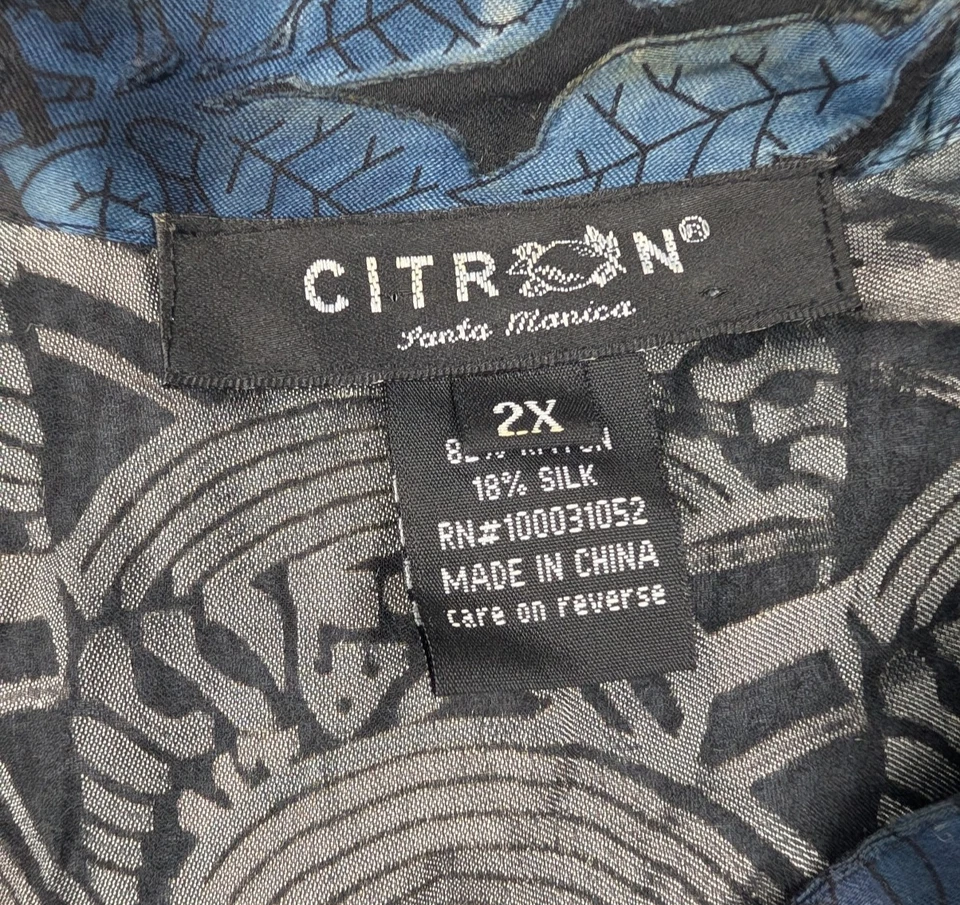 CITRON®
Santa Monica
2X
18% SILK
RN#100031052
MADE IN CHINA
care on reverse